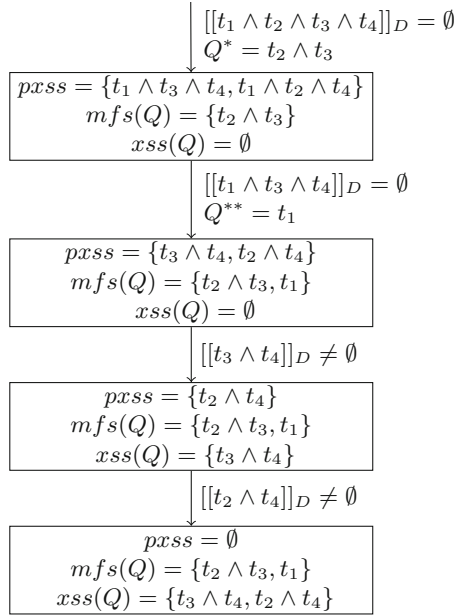 [[t₁ ∧ t₂ ∧ t₃ ∧ t₄]]_D = ∅
Q* = t₂ ∧ t₃
pxss = {t₁ ∧ t₃ ∧ t₄, t₁ ∧ t₂ ∧ t₄}
mfs(Q) = {t₂ ∧ t₃}
xss(Q) = ∅
[[t₁ ∧ t₃ ∧ t₄]]_D = ∅
Q** = t₁
pxss = {t₃ ∧ t₄, t₂ ∧ t₄}
mfs(Q) = {t₂ ∧ t₃, t₁}
xss(Q) = ∅
[[t₃ ∧ t₄]]_D ≠ ∅
pxss = {t₂ ∧ t₄}
mfs(Q) = {t₂ ∧ t₃, t₁}
xss(Q) = {t₃ ∧ t₄}
[[t₂ ∧ t₄]]_D ≠ ∅
pxss = ∅
mfs(Q) = {t₂ ∧ t₃, t₁}
xss(Q) = {t₃ ∧ t₄, t₂ ∧ t₄}